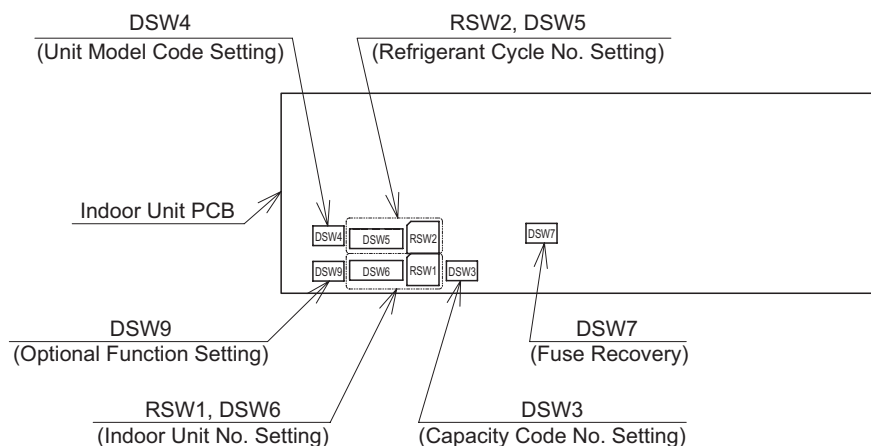 DSW4
(Unit Model Code Setting)
RSW2, DSW5
(Refrigerant Cycle No. Setting)
Indoor Unit PCB
DSW4
DSW5
RSW2
DSW7
DSW9
DSW6
RSW1
DSW3
DSW9
(Optional Function Setting)
DSW7
(Fuse Recovery)
RSW1, DSW6
(Indoor Unit No. Setting)
DSW3
(Capacity Code No. Setting)